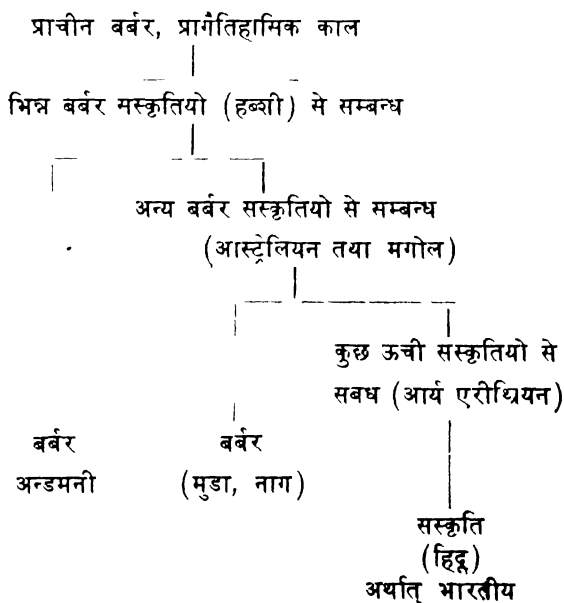 प्राचीन बर्बर, प्रागैतिहासिक काल
भिन्न बर्बर मस्कृतियो (हब्शी) मे सम्बन्ध
अन्य बर्बर सस्कृतियो से सम्बन्ध
(आस्ट्रेलियन तथा मगोल)
कुछ ऊची सस्कृतियो से
सबध (आर्य एरीथ्रियन)
बर्बर
अन्डमनी
बर्बर
(मुडा, नाग)
सस्कृति
(हिदू)
अर्थात् भारतीय